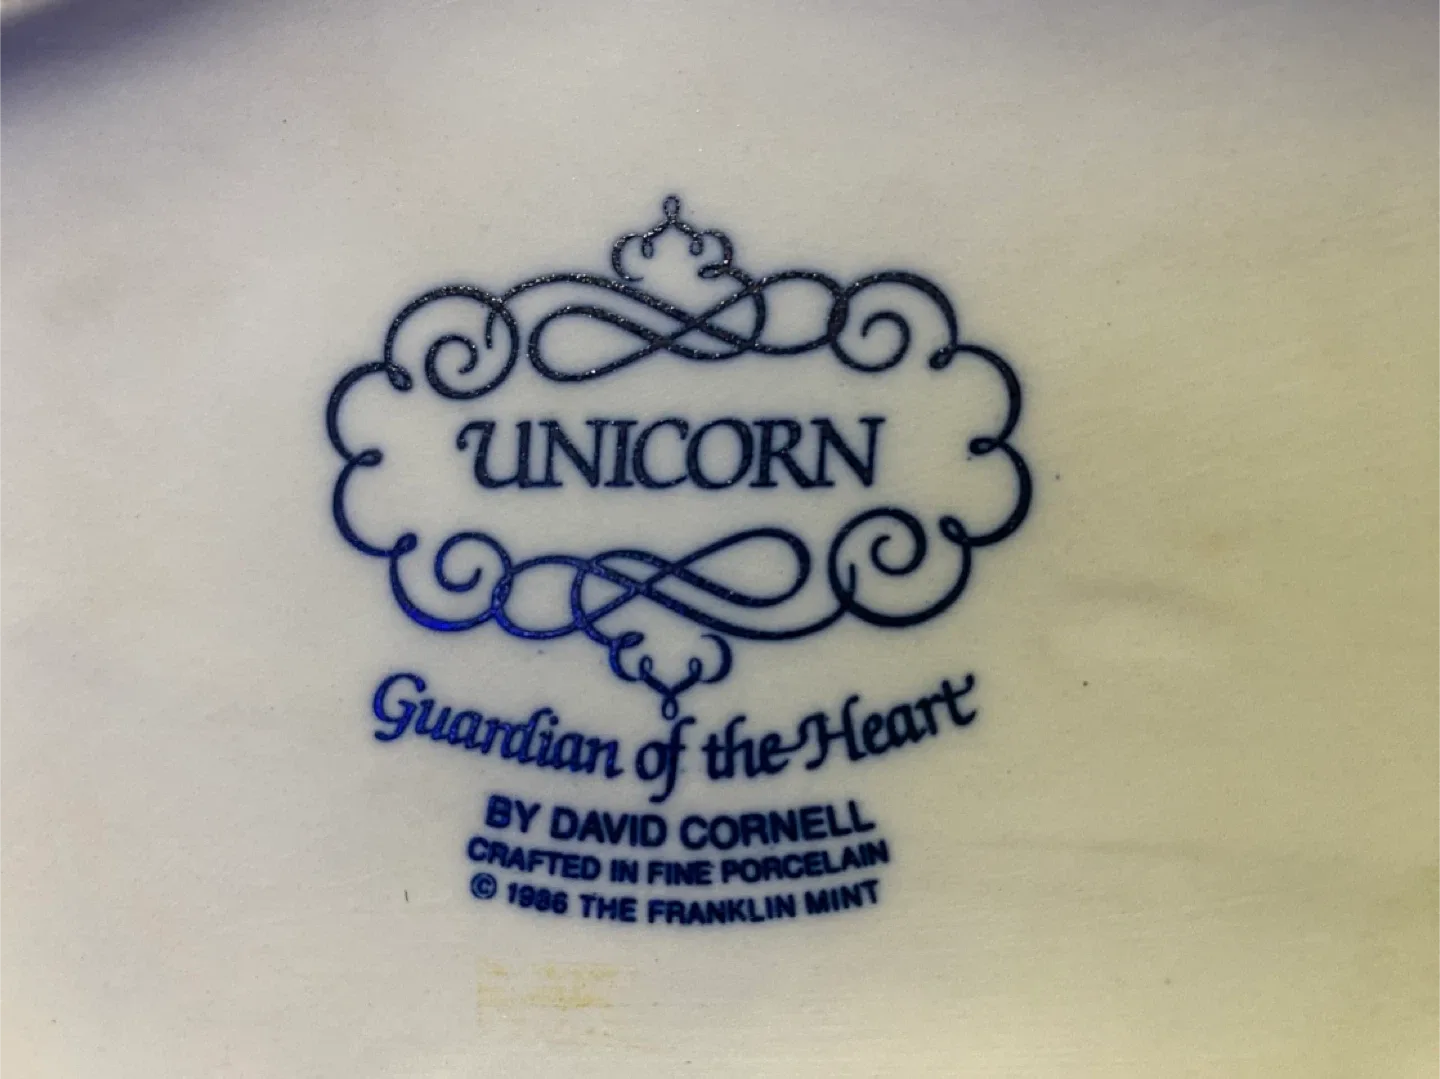 UNICORN
Guardian of the Heart
BY DAVID CORNELL
CRAFTED IN FINE PORCELAIN
© 1986 THE FRANKLIN MINT